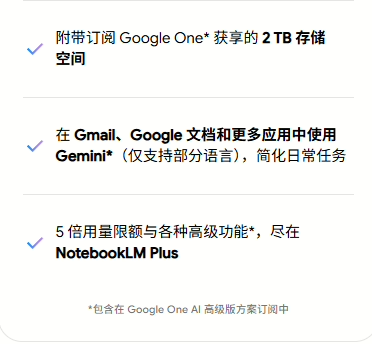 附带订阅 Google One* 获享的 2 TB 存储
空间
在 Gmail、Google 文档和更多应用中使用
Gemini*（仅支持部分语言），简化日常任务
5 倍用量限额与各种高级功能*，尽在
NotebookLM Plus
*包含在 Google One AI 高级版方案订阅中